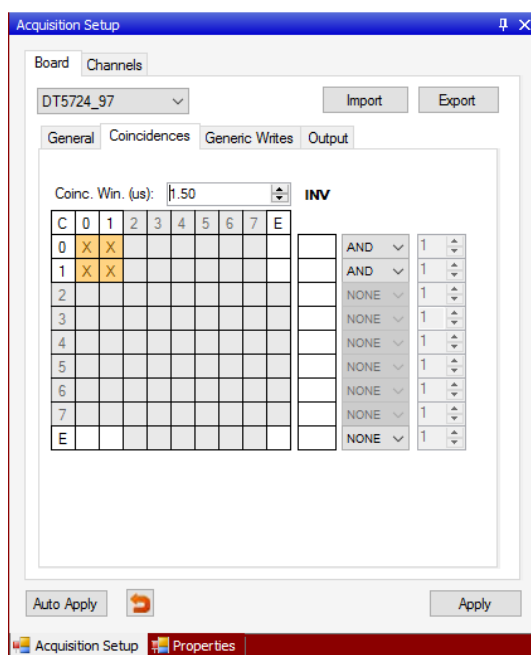 Acquisition Setup
Board Channels
DT5724_97 Import Export
General Coincidences Generic Writes Output
Coinc. Win. (us): 1.50 INV
C 0 1 2 3 4 5 6 7 E
0 X X AND 1
1 X X AND 1
2 NONE 1
3 NONE 1
4 NONE 1
5 NONE 1
6 NONE 1
7 NONE 1
E NONE 1
Auto Apply Apply
Acquisition Setup Properties